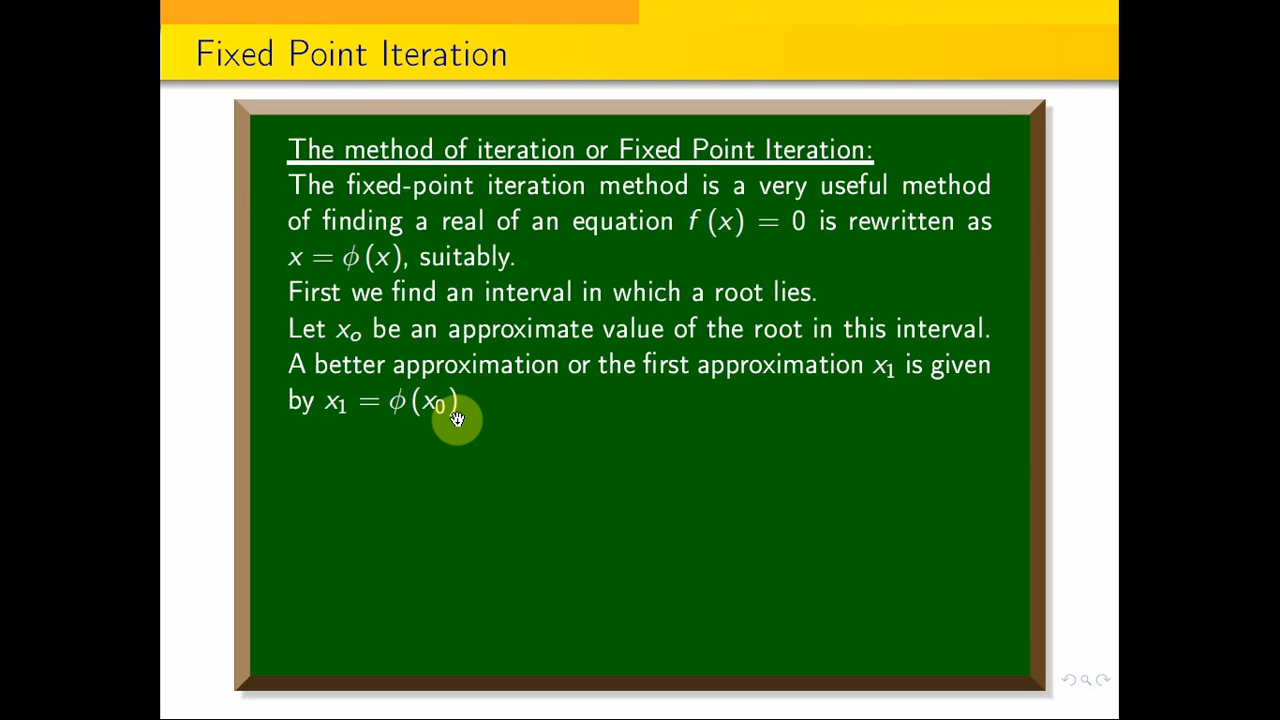 Fixed Point Iteration
The method of iteration or Fixed Point Iteration:
The fixed-point iteration method is a very useful method
of finding a real of an equation f (x) = 0 is rewritten as
x = ϕ (x), suitably.
First we find an interval in which a root lies.
Let xₒ be an approximate value of the root in this interval.
A better approximation or the first approximation x₁ is given
by x₁ = ϕ (x₀)